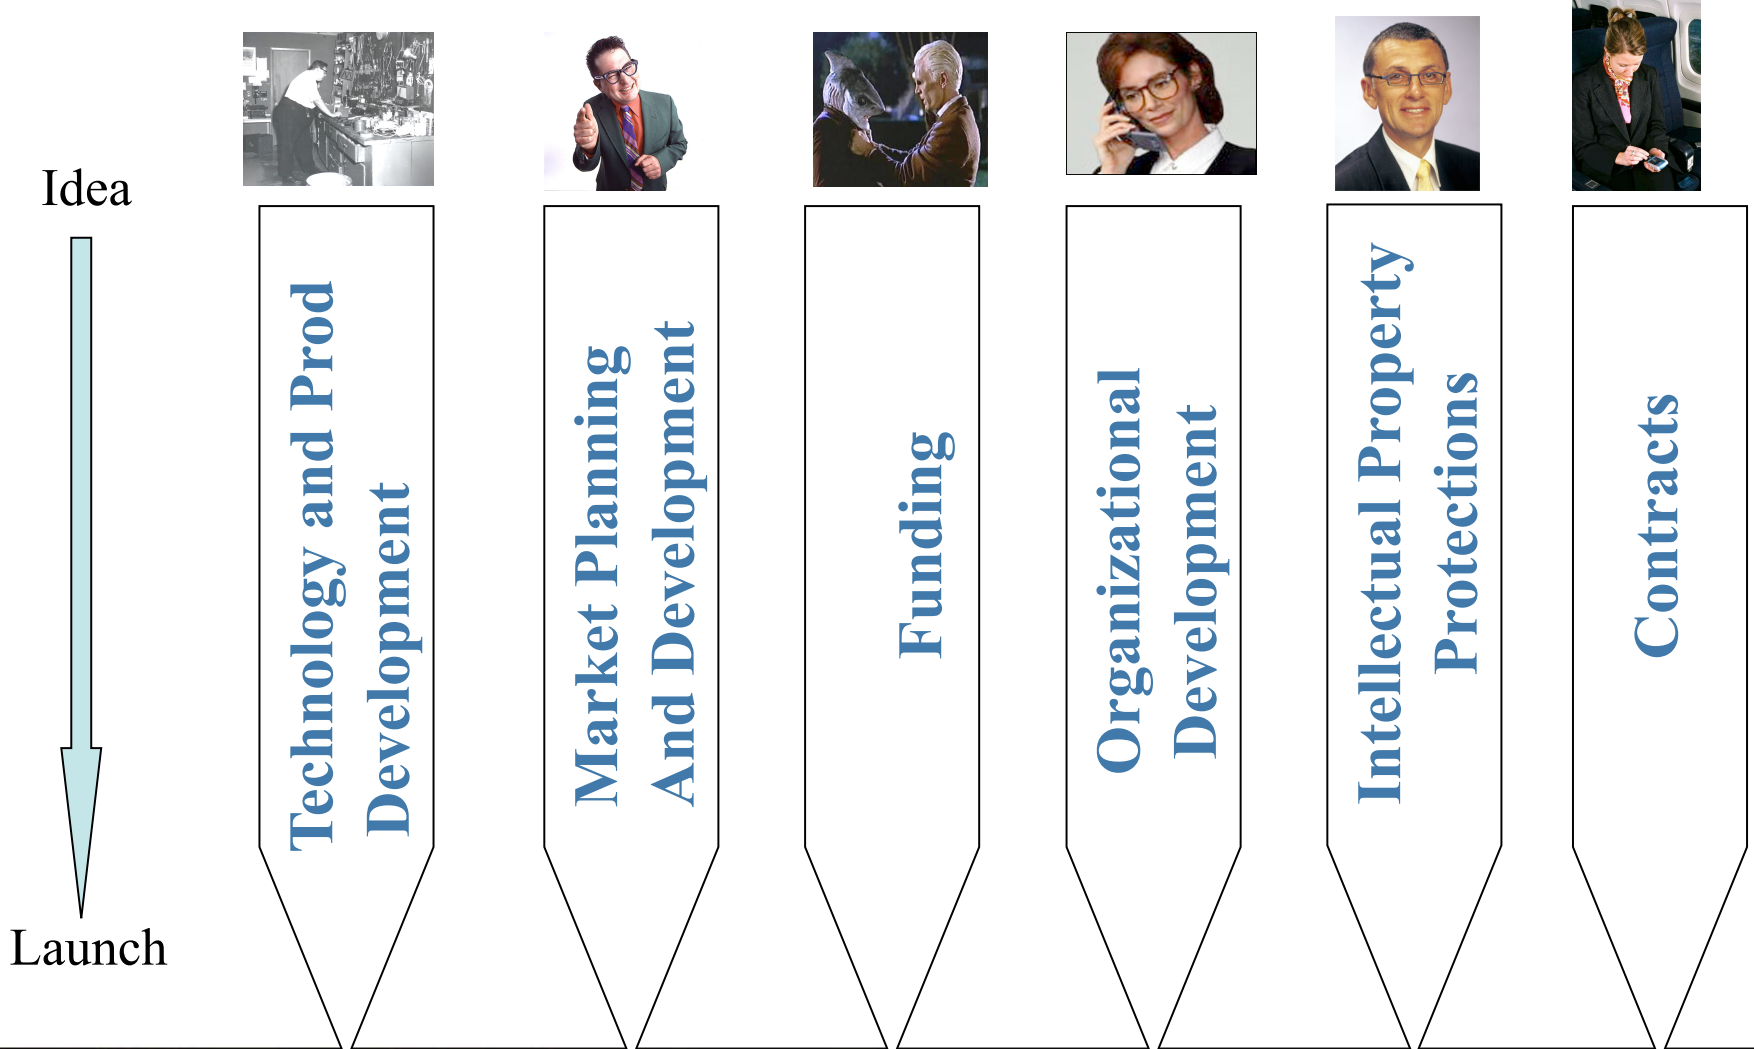 Idea
Launch
Technology and Prod
Development
Market Planning
And Development
Funding
Organizational
Development
Intellectual Property
Protections
Contracts